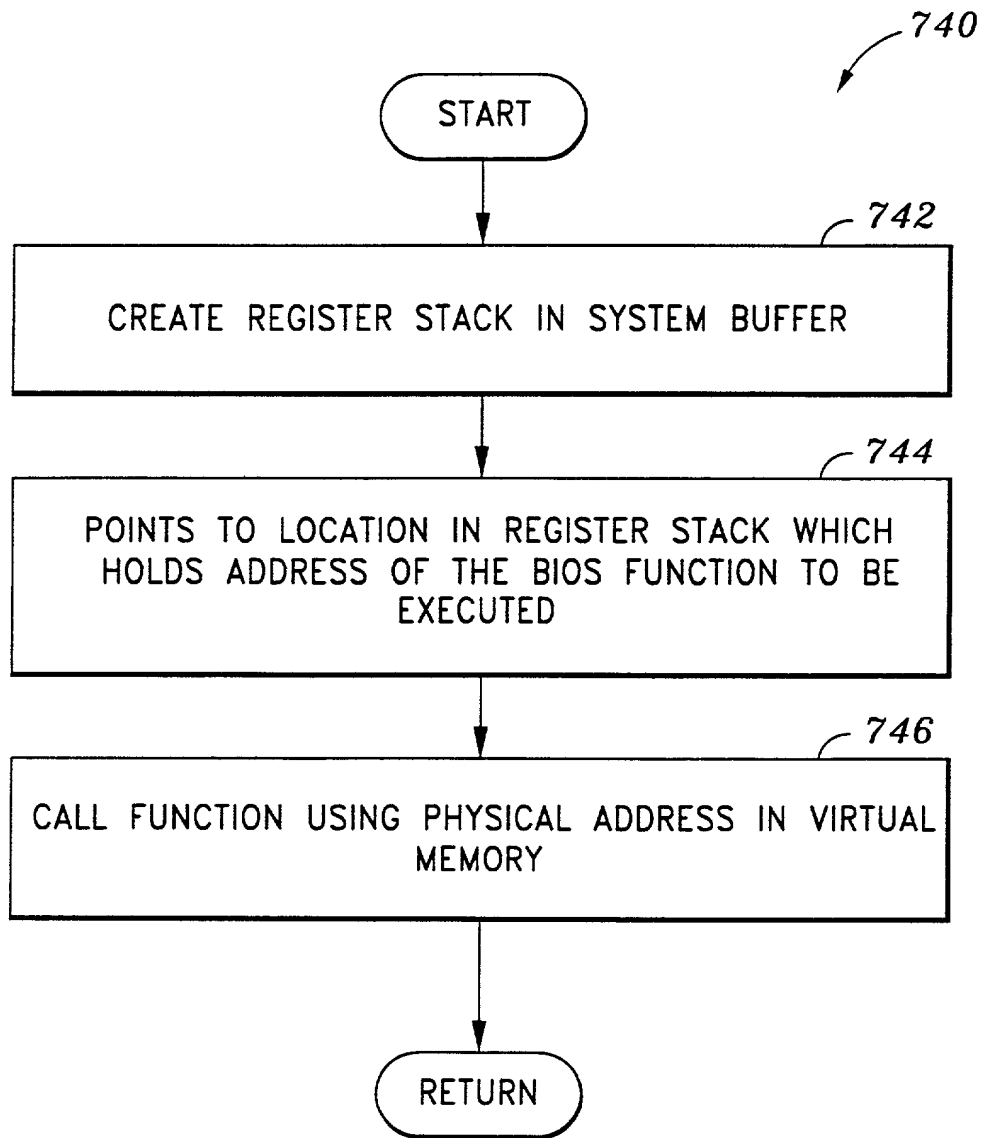 740
START
742
CREATE REGISTER STACK IN SYSTEM BUFFER
744
POINTS TO LOCATION IN REGISTER STACK WHICH
HOLDS ADDRESS OF THE BIOS FUNCTION TO BE
EXECUTED
746
CALL FUNCTION USING PHYSICAL ADDRESS IN VIRTUAL
MEMORY
RETURN